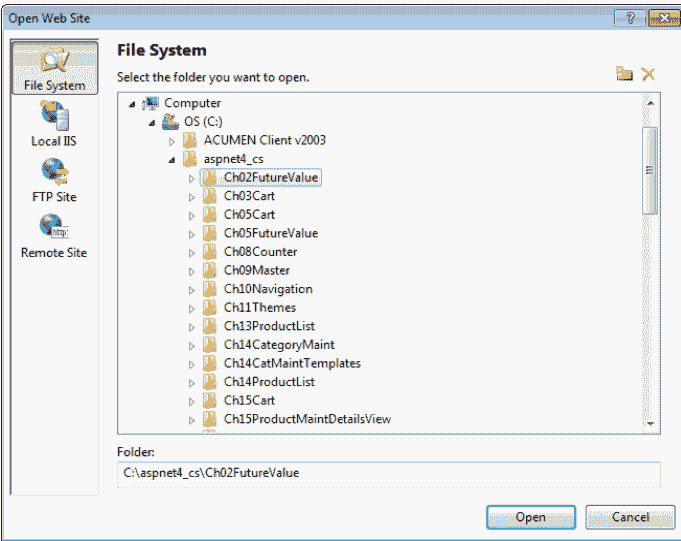 Open Web Site
File System
File System
Select the folder you want to open.
Computer
OS (C:)
ACUMEN Client v2003
aspnet4_cs
Ch02FutureValue
Ch03Cart
Ch05Cart
Ch05FutureValue
Ch08Counter
Ch09Master
Ch10Navigation
Ch11Themes
Ch13ProductList
Ch14CategoryMaint
Ch14CatMaintTemplates
Ch14ProductList
Ch15Cart
Ch15ProductMaintDetailsView
Local IIS
FTP Site
http:
Remote Site
Folder:
C:\aspnet4_cs\Ch02FutureValue
Open
Cancel